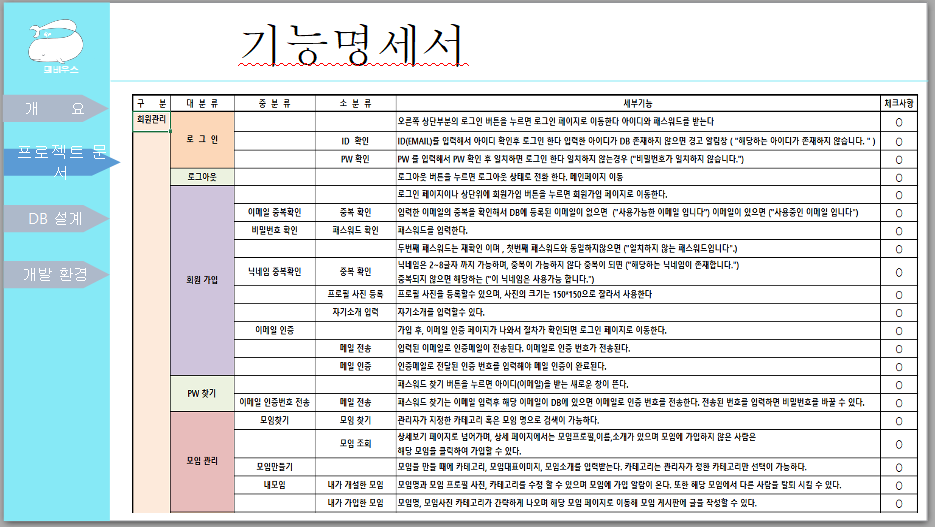 기능명세서
개 요
프로젝트 문
서
DB 설계
개발 환경
구 분 대 분 류 중 분 류 소 분 류 세부기능 체크사항
회원관리 로 그 인 오른쪽 상단부분의 로그인 버튼을 누르면 로그인 페이지로 이동한다 아이디와 패스워드를 받는다 O
ID 확인 ID(EMAIL)를 입력해서 아이디 확인후 로그인 한다 입력한 아이디가 DB 존재하지 않으면 경고 알림창 ( "해당하는 아이디가 존재하지 않습니다. " ) O
PW 확인 PW 를 입력해서 PW 확인 후 일치하면 로그인 한다 일치하지 않는경우 ("비밀번호가 일치하지 않습니다.") O
로그아웃 로그아웃 버튼을 누르면 로그아웃 상태로 전환 한다. 메인페이지 이동 O
회원 가입 로그인 페이지이나 상단위에 회원가입 버튼을 누르면 회원가입 페이지로 이동한다. O
이메일 중복확인 중복 확인 입력한 이메일의 중복을 확인해서 DB에 등록된 이메일이 없으면 ("사용가능한 이메일 입니다") 이메일이 있으면 ("사용중인 이메일 입니다") O
비밀번호 확인 패스워드 확인 패스워드를 입력한다. O
두번째 패스워드는 재확인 이며 , 첫번째 패스워드와 동일하지않으면 ("일치하지 않는 패스워드입니다".) O
닉네임 중복확인 중복 확인 닉네임은 2~8글자 까지 가능하며, 중복이 가능하지 않다 중복이 되면 ("해당하는 닉네임이 존재합니다.")
중복되지 않으면 해당하는 ("이 닉네임은 사용가능 합니다.") O
프로필 사진 등록 프로필 사진을 등록할수 있으며, 사진의 크기는 150*150으로 잘라서 사용한다 O
자기소개 입력 자기소개를 입력할수 있다. O
이메일 인증 가입 후, 이메일 인증 페이지가 나와서 절차가 확인되면 로그인 페이지로 이동한다. O
메일 전송 입력된 이메일로 인증메일이 전송된다. 이메일로 인증 번호가 전송된다. O
메일 인증 인증메일로 전달된 인증 번호를 입력해야 메일 인증이 완료된다. O
PW 찾기 패스워드 찾기 버튼을 누르면 아이디(이메일)을 받는 새로운 창이 뜬다. O
이메일 인증번호 전송 메일 전송 패스워드 찾기는 이메일 입력후 해당 이메일이 DB에 있으면 이메일로 인증 번호를 전송한다. 전송된 번호를 입력하면 비밀번호를 바꿀 수 있다. O
모임 관리 모임찾기 모임 찾기 관리자가 지정한 카테고리 혹은 모임 명으로 검색이 가능하다. O
모임 조회 상세보기 페이지로 넘어가며, 상세 페이지에서는 모임프로필,이름,소개가 있으며 모임에 가입하지 않은 사람은
해당 모임을 클릭하여 가입할 수 있다. O
모임만들기 모임을 만들 때에 카테고리, 모임대표이미지, 모임소개를 입력받는다. 카테고리는 관리자가 정한 카테고리만 선택이 가능하다. O
내모임 내가 개설한 모임 모임명과 모임 프로필 사진, 카테고리를 수정 할 수 있으며 모임에 가입 알람이 온다. 또한 해당 모임에서 다른 사람을 탈퇴 시킬 수 있다. O
내가 가입한 모임 모임명, 모임사진 카테고리가 간략하게 나오며 해당 모임 페이지로 이동해 모임 게시판에 글을 작성할 수 있다. O